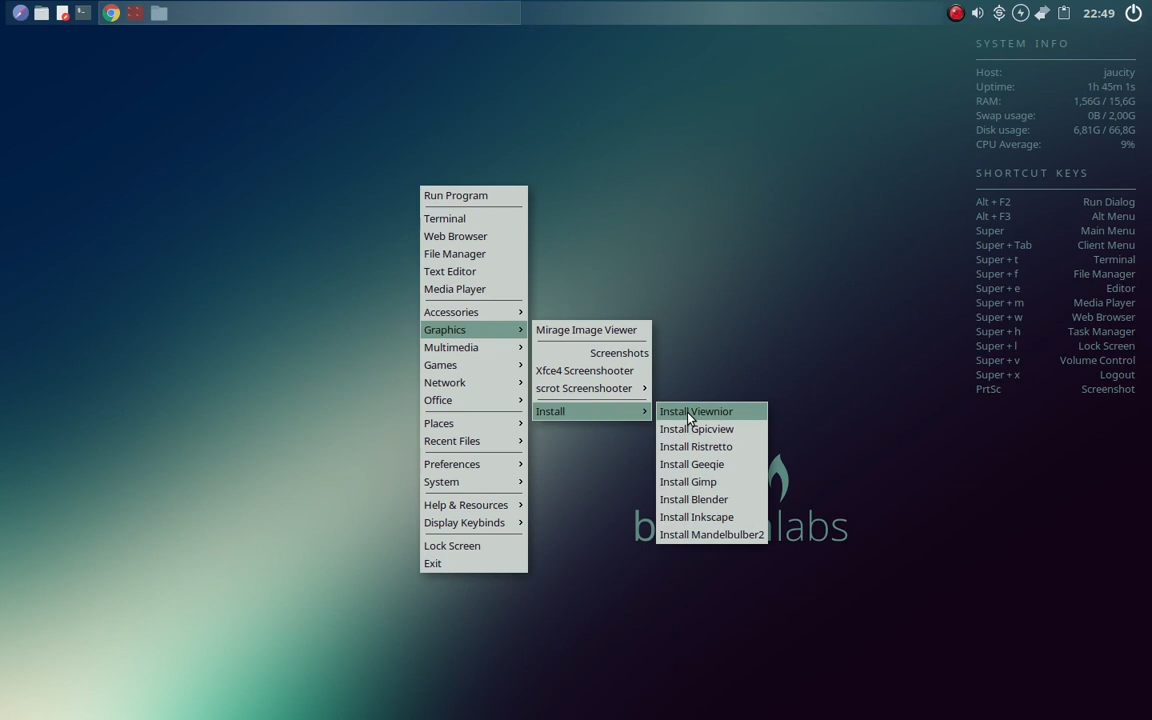 22:49
SYSTEM INFO
Host: jaucity
Uptime: 1h 45m 1s
RAM: 1,56G / 15,6G
Swap usage: 0B / 2,00G
Disk usage: 6,81G / 66,8G
CPU Average: 9%
SHORTCUT KEYS
Alt + F2 Run Dialog
Alt + F3 Alt Menu
Super Main Menu
Super + Tab Client Menu
Super + t Terminal
Super + f File Manager
Super + e Editor
Super + m Media Player
Super + w Web Browser
Super + h Task Manager
Super + l Lock Screen
Super + v Volume Control
Super + x Logout
PrtSc Screenshot
Run Program
Terminal
Web Browser
File Manager
Text Editor
Media Player
Accessories
Graphics
Multimedia
Games
Network
Office
Places
Recent Files
Preferences
System
Help & Resources
Display Keybinds
Lock Screen
Exit
Mirage Image Viewer
Screenshots
Xfce4 Screenshooter
scrot Screenshooter
Install
Install Viewnior
Install Gpicview
Install Ristretto
Install Geeqie
Install Gimp
Install Blender
Install Inkscape
Install Mandelbulber2
labs